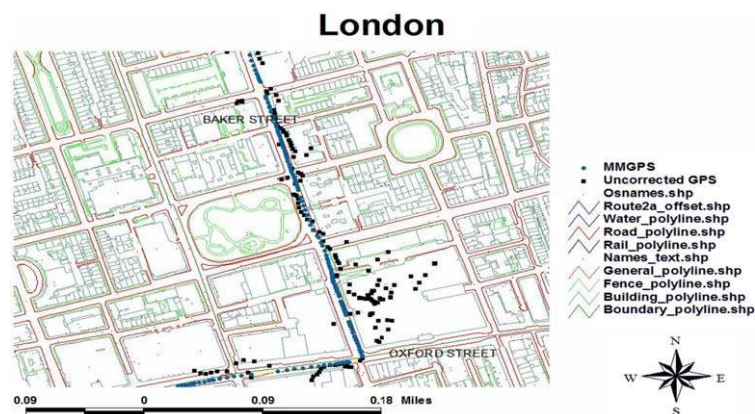 London
BAKER STREET
OXFORD STREET
MMGPS
Uncorrected GPS
Osnames.shp
Route2a_offset.shp
Water_polyline.shp
Road_polyline.shp
Rail_polyline.shp
Names_text.shp
General_polyline.shp
Fence_polyline.shp
Building_polyline.shp
Boundary_polyline.shp
N
W E
S
0.09 0 0.09 0.18 Miles